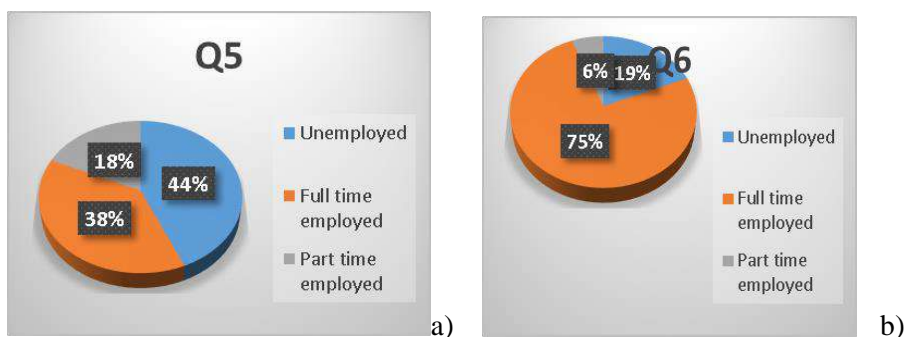 Q5
18%
44%
38%
Unemployed
Full time
employed
Part time
employed
a)
Q6
6%
19%
75%
Unemployed
Full time
employed
Part time
employed
b)